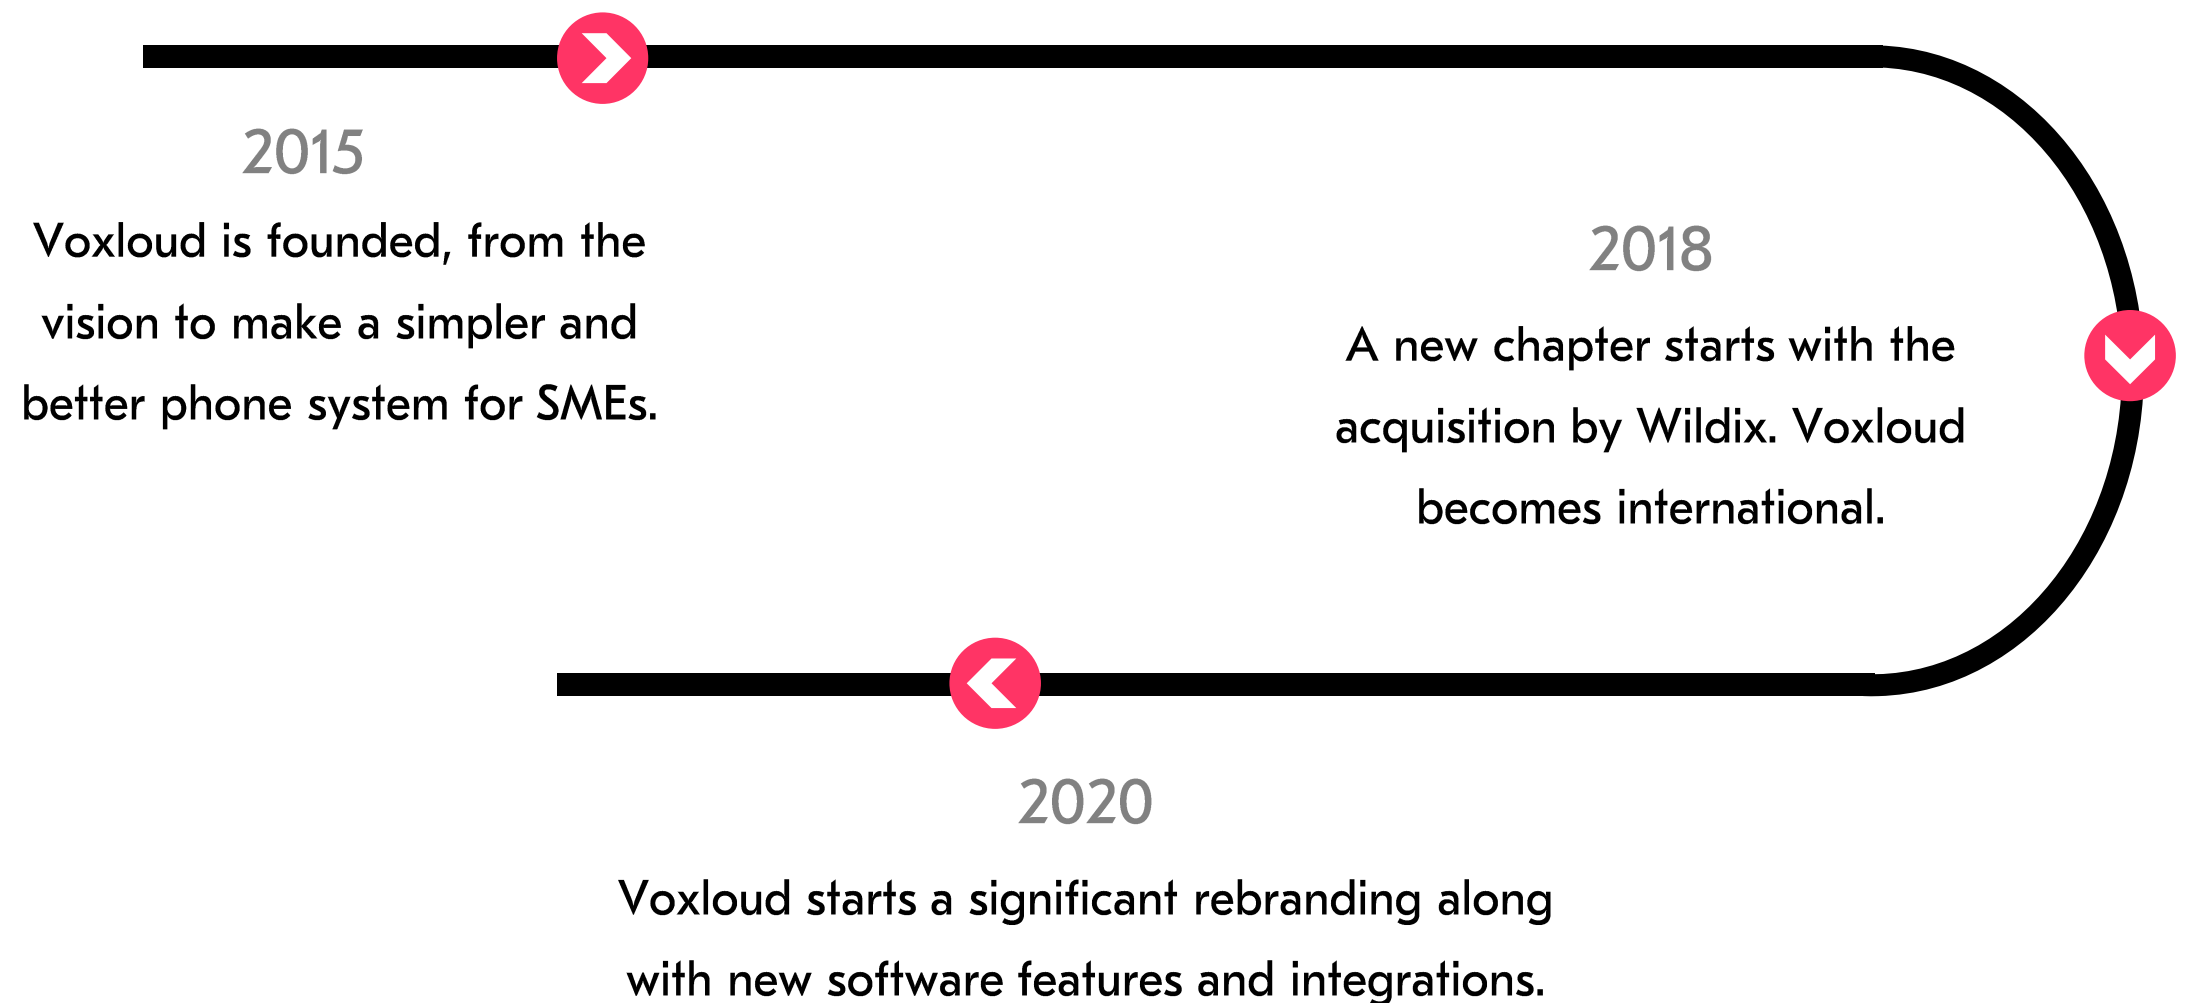 2015
Voxloud is founded, from the
vision to make a simpler and
better phone system for SMEs.
2018
A new chapter starts with the
acquisition by Wildix. Voxloud
becomes international.
2020
Voxloud starts a significant rebranding along
with new software features and integrations.